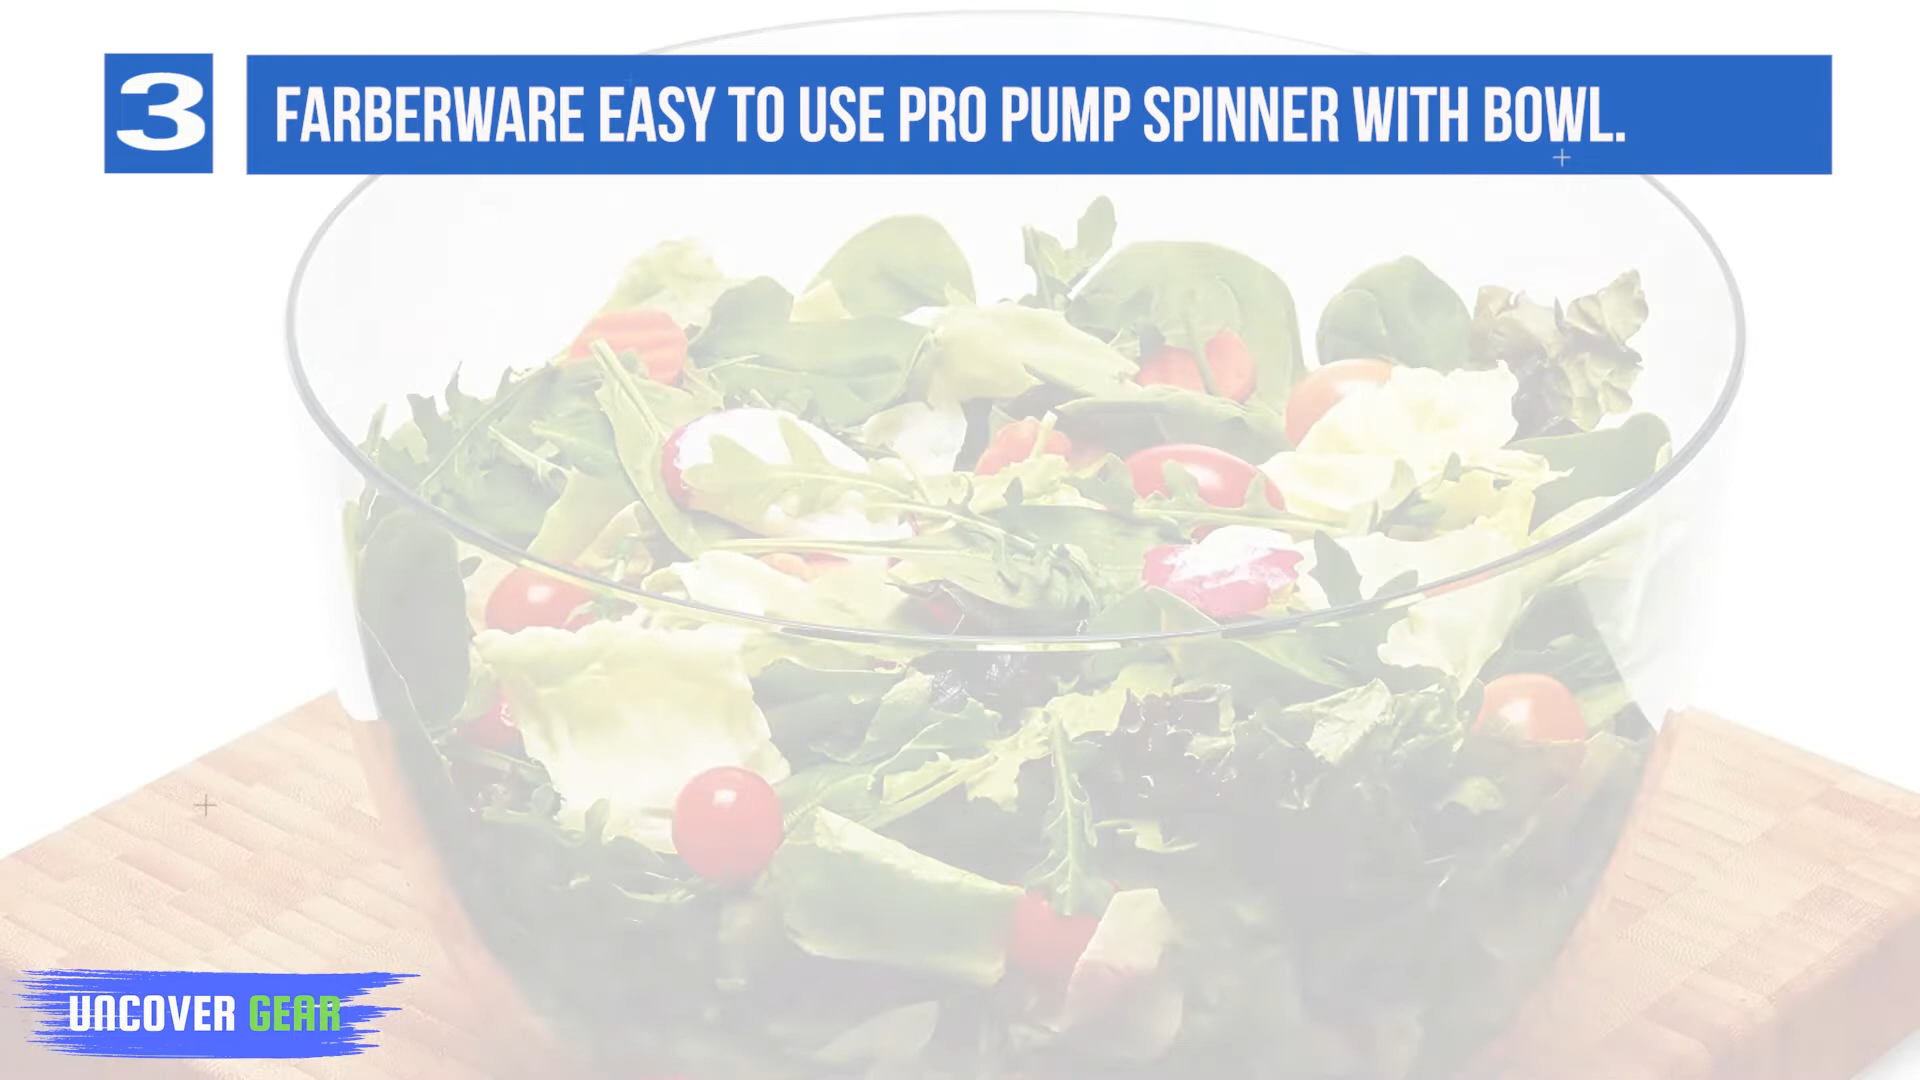 3
FARBERWARE EASY TO USE PRO PUMP SPINNER WITH BOWL.
UNCOVER GEAR